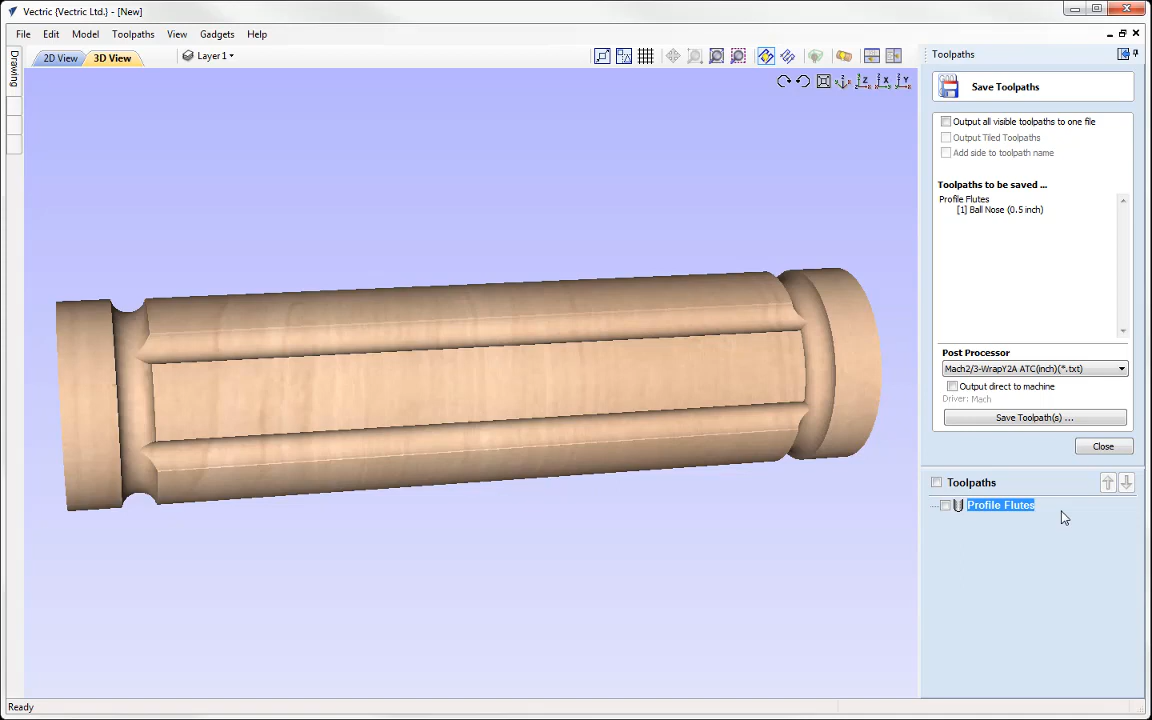 Vectric {Vectric Ltd.} - [New]
File Edit Model Toolpaths View Gadgets Help
Drawing
2D View 3D View Layer 1
Z X Y
Toolpaths
Save Toolpaths
Output all visible toolpaths to one file
Output Tiled Toolpaths
Add side to toolpath name
Toolpaths to be saved ...
Profile Flutes
[1] Ball Nose (0.5 inch)
Post Processor
Mach2/3-WrapY2A ATC(inch)(*.txt)
Output direct to machine
Driver: Mach
Save Toolpath(s) ...
Close
Toolpaths
Profile Flutes
Ready